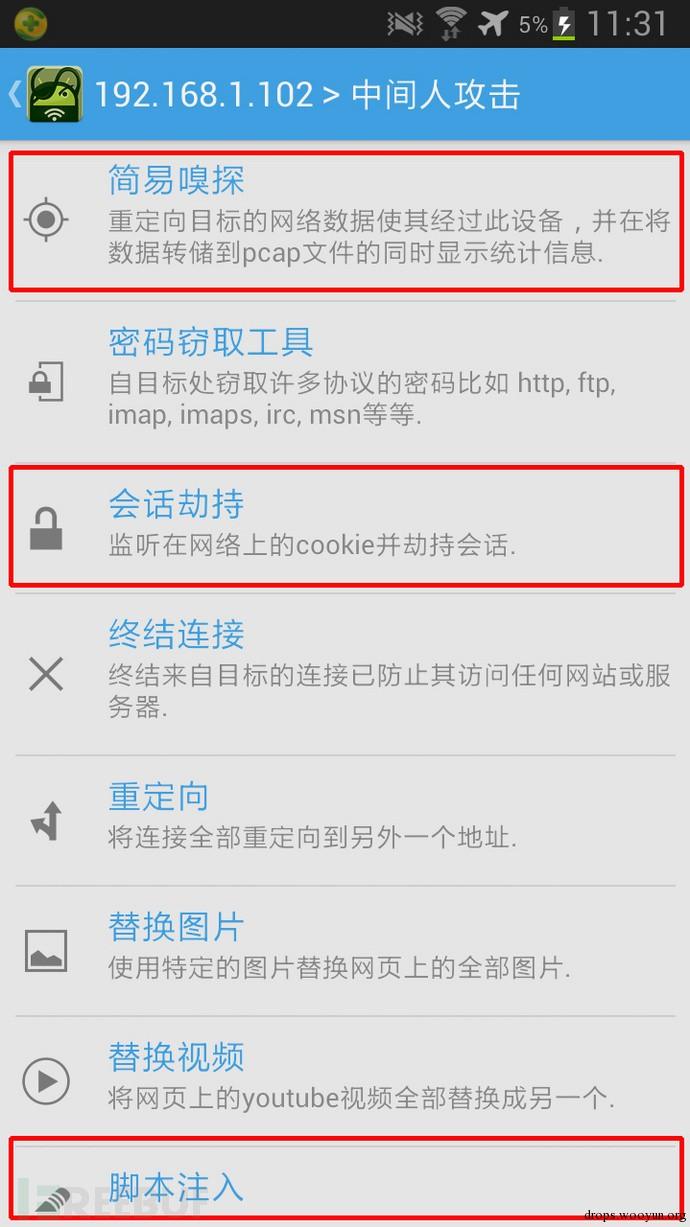 5% 11:31
192.168.1.102 > 中间人攻击
简易嗅探
重定向目标的网络数据使其经过此设备，并在将
数据转储到pcap文件的同时显示统计信息.
密码窃取工具
自目标处窃取许多协议的密码比如 http, ftp,
imap, imaps, irc, msn等等.
会话劫持
监听在网络上的cookie并劫持会话.
终结连接
终结来自目标的连接已防止其访问任何网站或服
务器.
重定向
将连接全部重定向到另外一个地址.
替换图片
使用特定的图片替换网页上的全部图片.
替换视频
将网页上的youtube视频全部替换成另一个.
脚本注入
FREEBUF
drops.wooyun.org